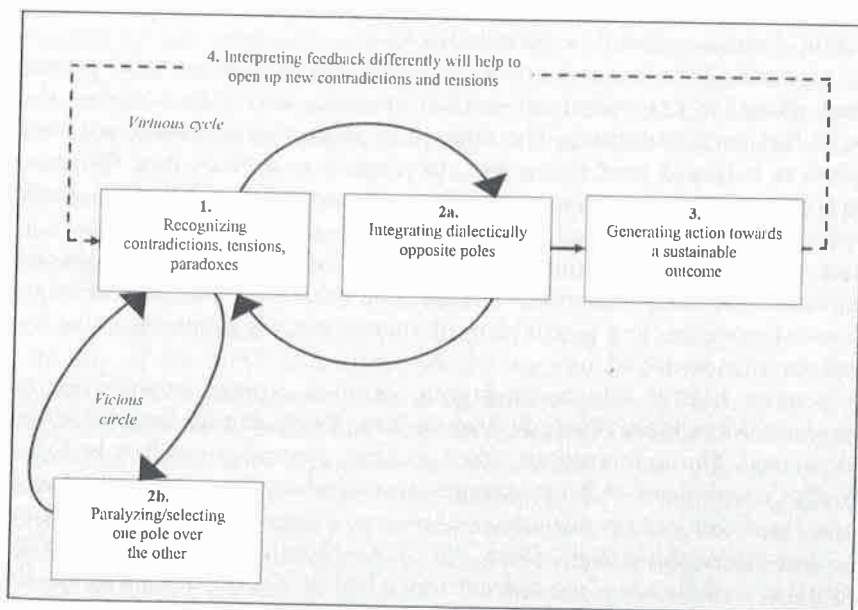 4. Interpreting feedback differently will help to
open up new contradictions and tensions
Virtuous cycle
1.
Recognizing
contradictions, tensions,
paradoxes
2a.
Integrating dialectically
opposite poles
3.
Generating action towards
a sustainable
outcome
Vicious
circle
2b.
Paralyzing/selecting
one pole over
the other